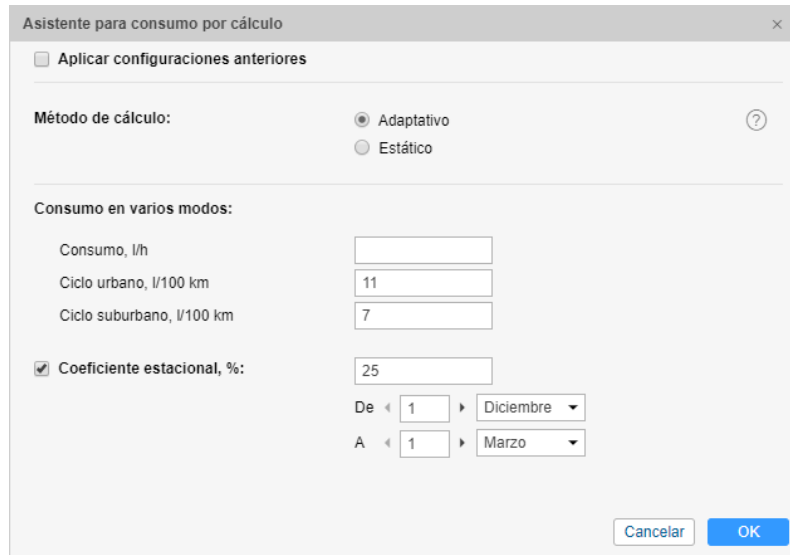 Asistente para consumo por cálculo ×
Aplicar configuraciones anteriores
Método de cálculo: Adaptativo ?
Estático
Consumo en varios modos:
Consumo, l/h
Ciclo urbano, l/100 km 11
Ciclo suburbano, l/100 km 7
Coeficiente estacional, %: 25
De 1 Diciembre
A 1 Marzo
Cancelar OK